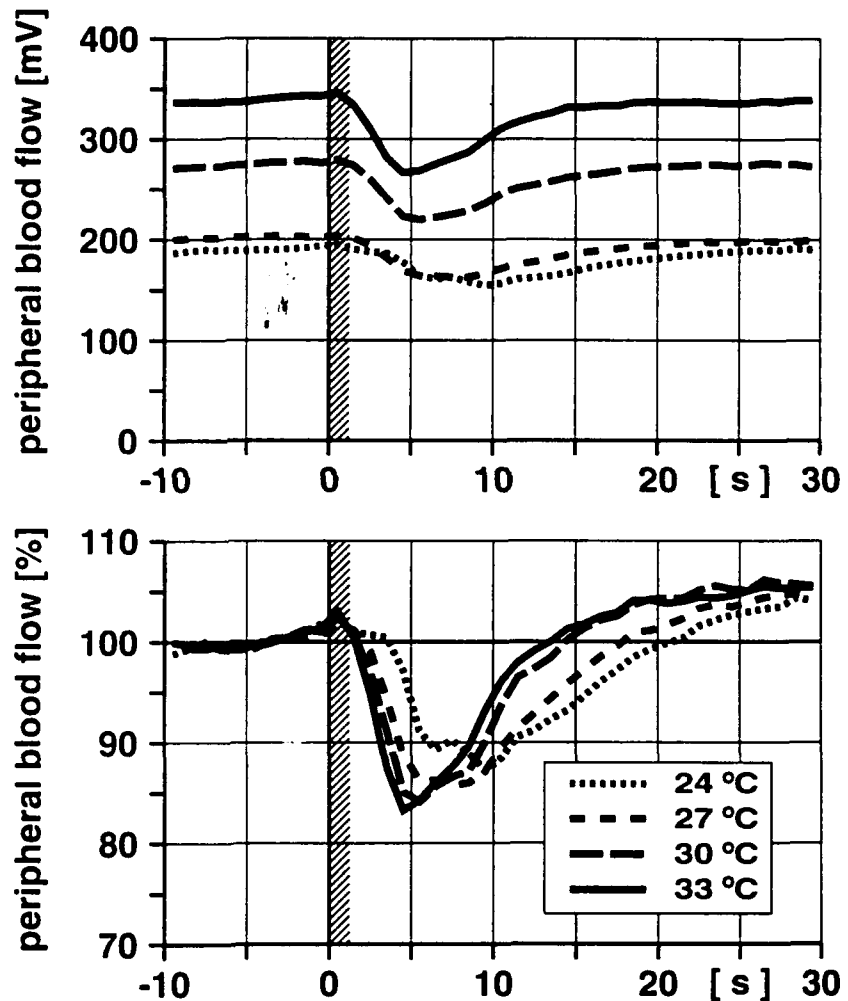 peripheral blood flow [mV]
400
300
200
100
0
-10 0 10 20 [ s ] 30
peripheral blood flow [%]
110
100
90
80
70
24 °C
27 °C
30 °C
33 °C
-10 0 10 20 [ s ] 30